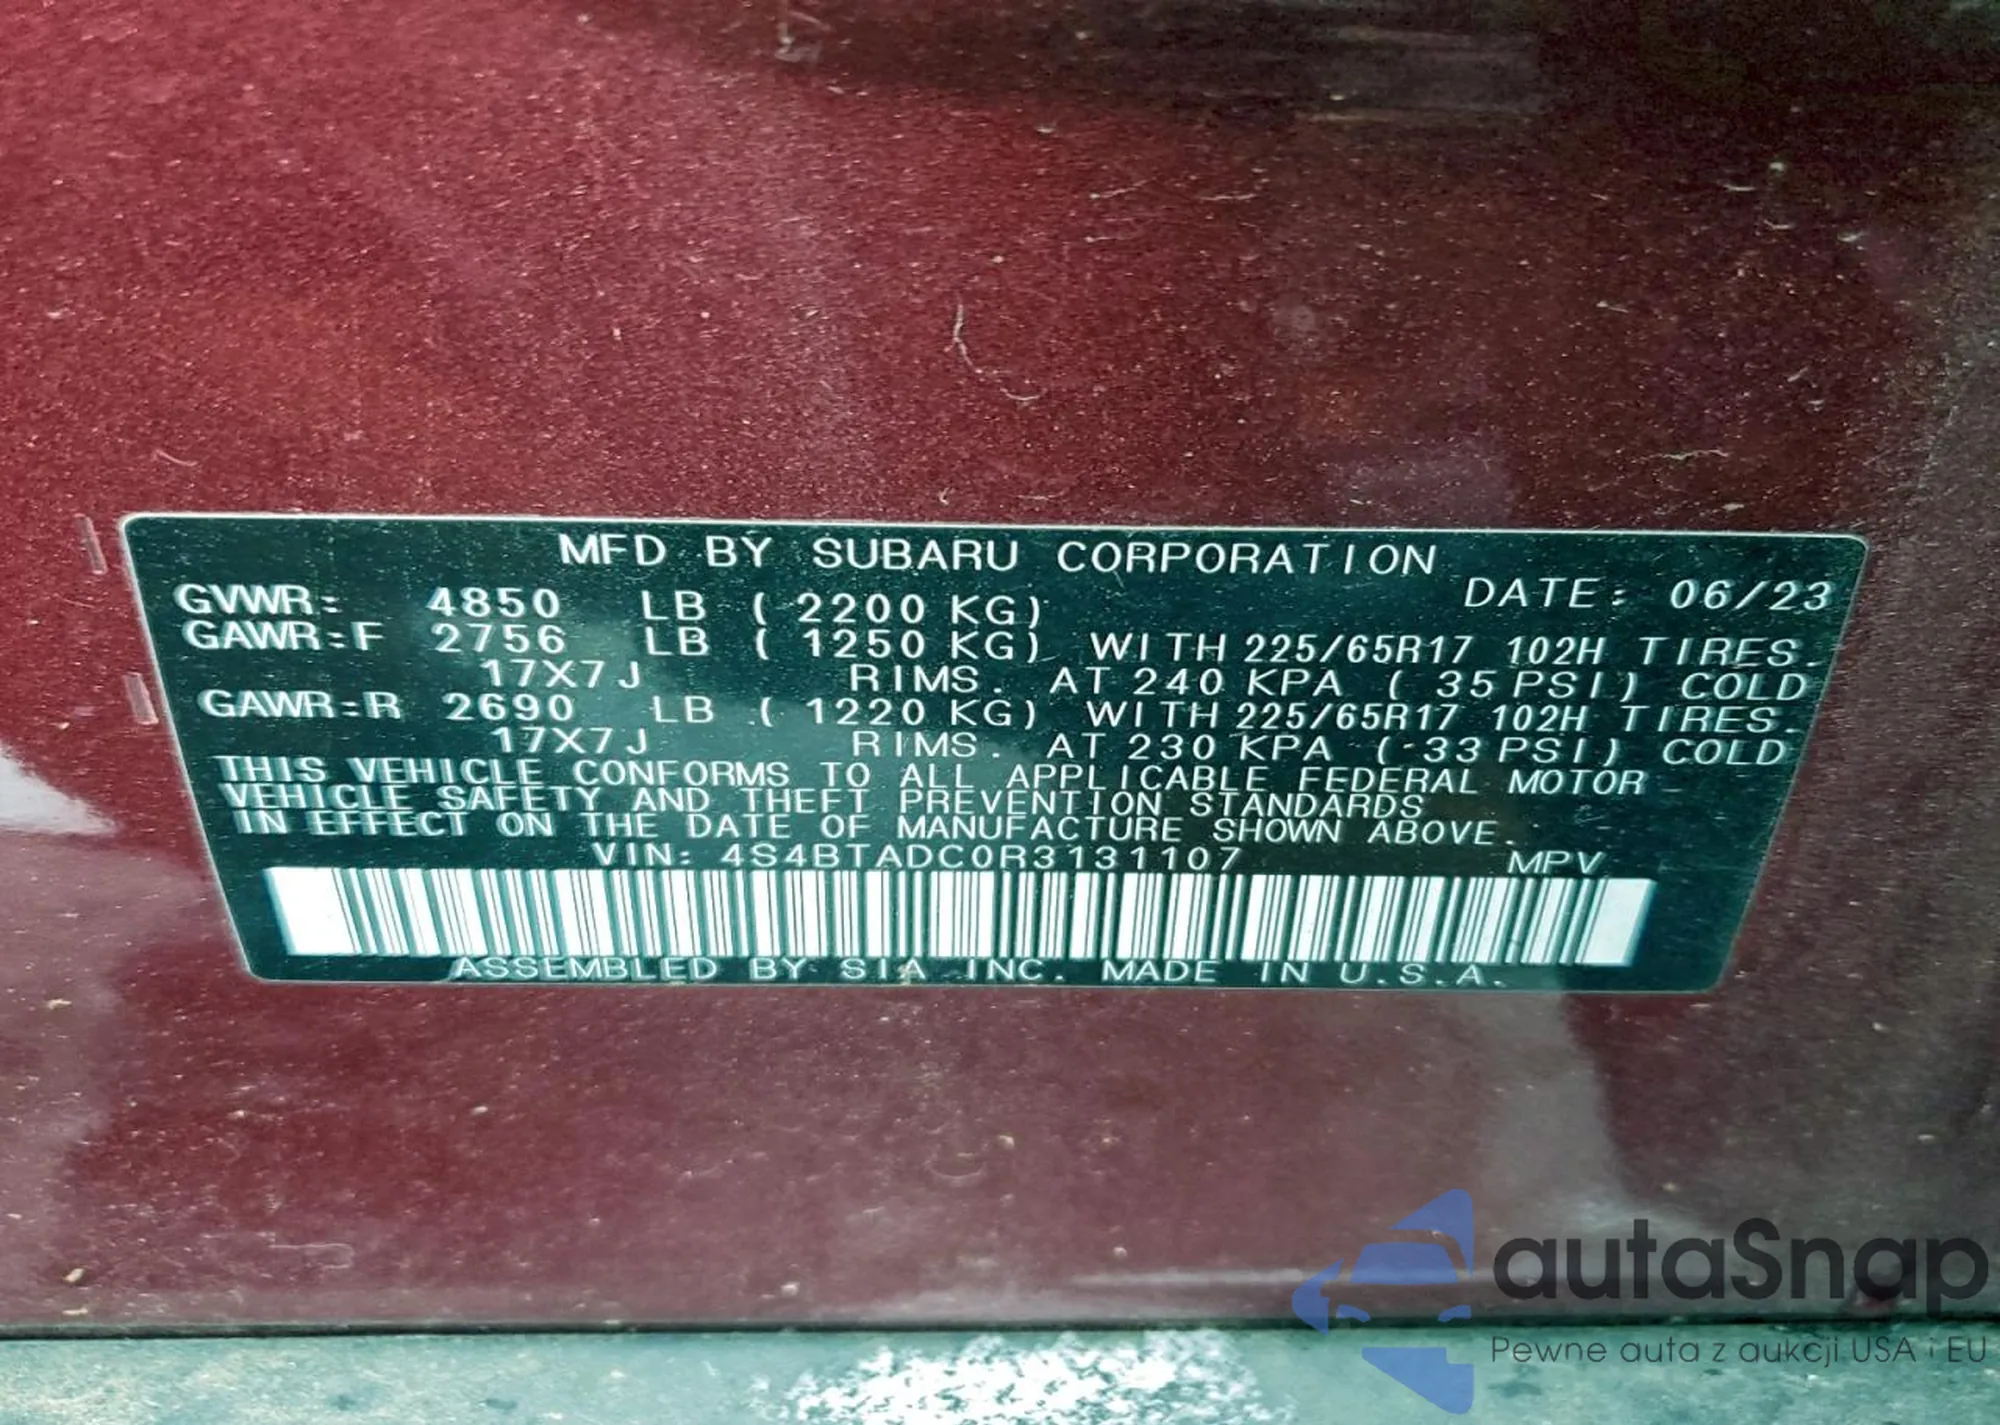 MFD BY SUBARU CORPORATION
DATE: 06/23
GVWR: 4850 LB ( 2200 KG)
GAWR:F 2756 LB ( 1250 KG) WITH 225/65R17 102H TIRES.
17X7J RIMS. AT 240 KPA ( 35 PSI) COLD
GAWR:R 2690 LB ( 1220 KG) WITH 225/65R17 102H TIRES.
17X7J RIMS. AT 230 KPA ( 33 PSI) COLD
THIS VEHICLE CONFORMS TO ALL APPLICABLE FEDERAL MOTOR
VEHICLE SAFETY AND THEFT PREVENTION STANDARDS
IN EFFECT ON THE DATE OF MANUFACTURE SHOWN ABOVE.
VIN: 4S4BTADC0R3131107 MPV
ASSEMBLED BY SIA INC. MADE IN U.S.A.
autaSnap
Pewne auta z aukcji USA i EU